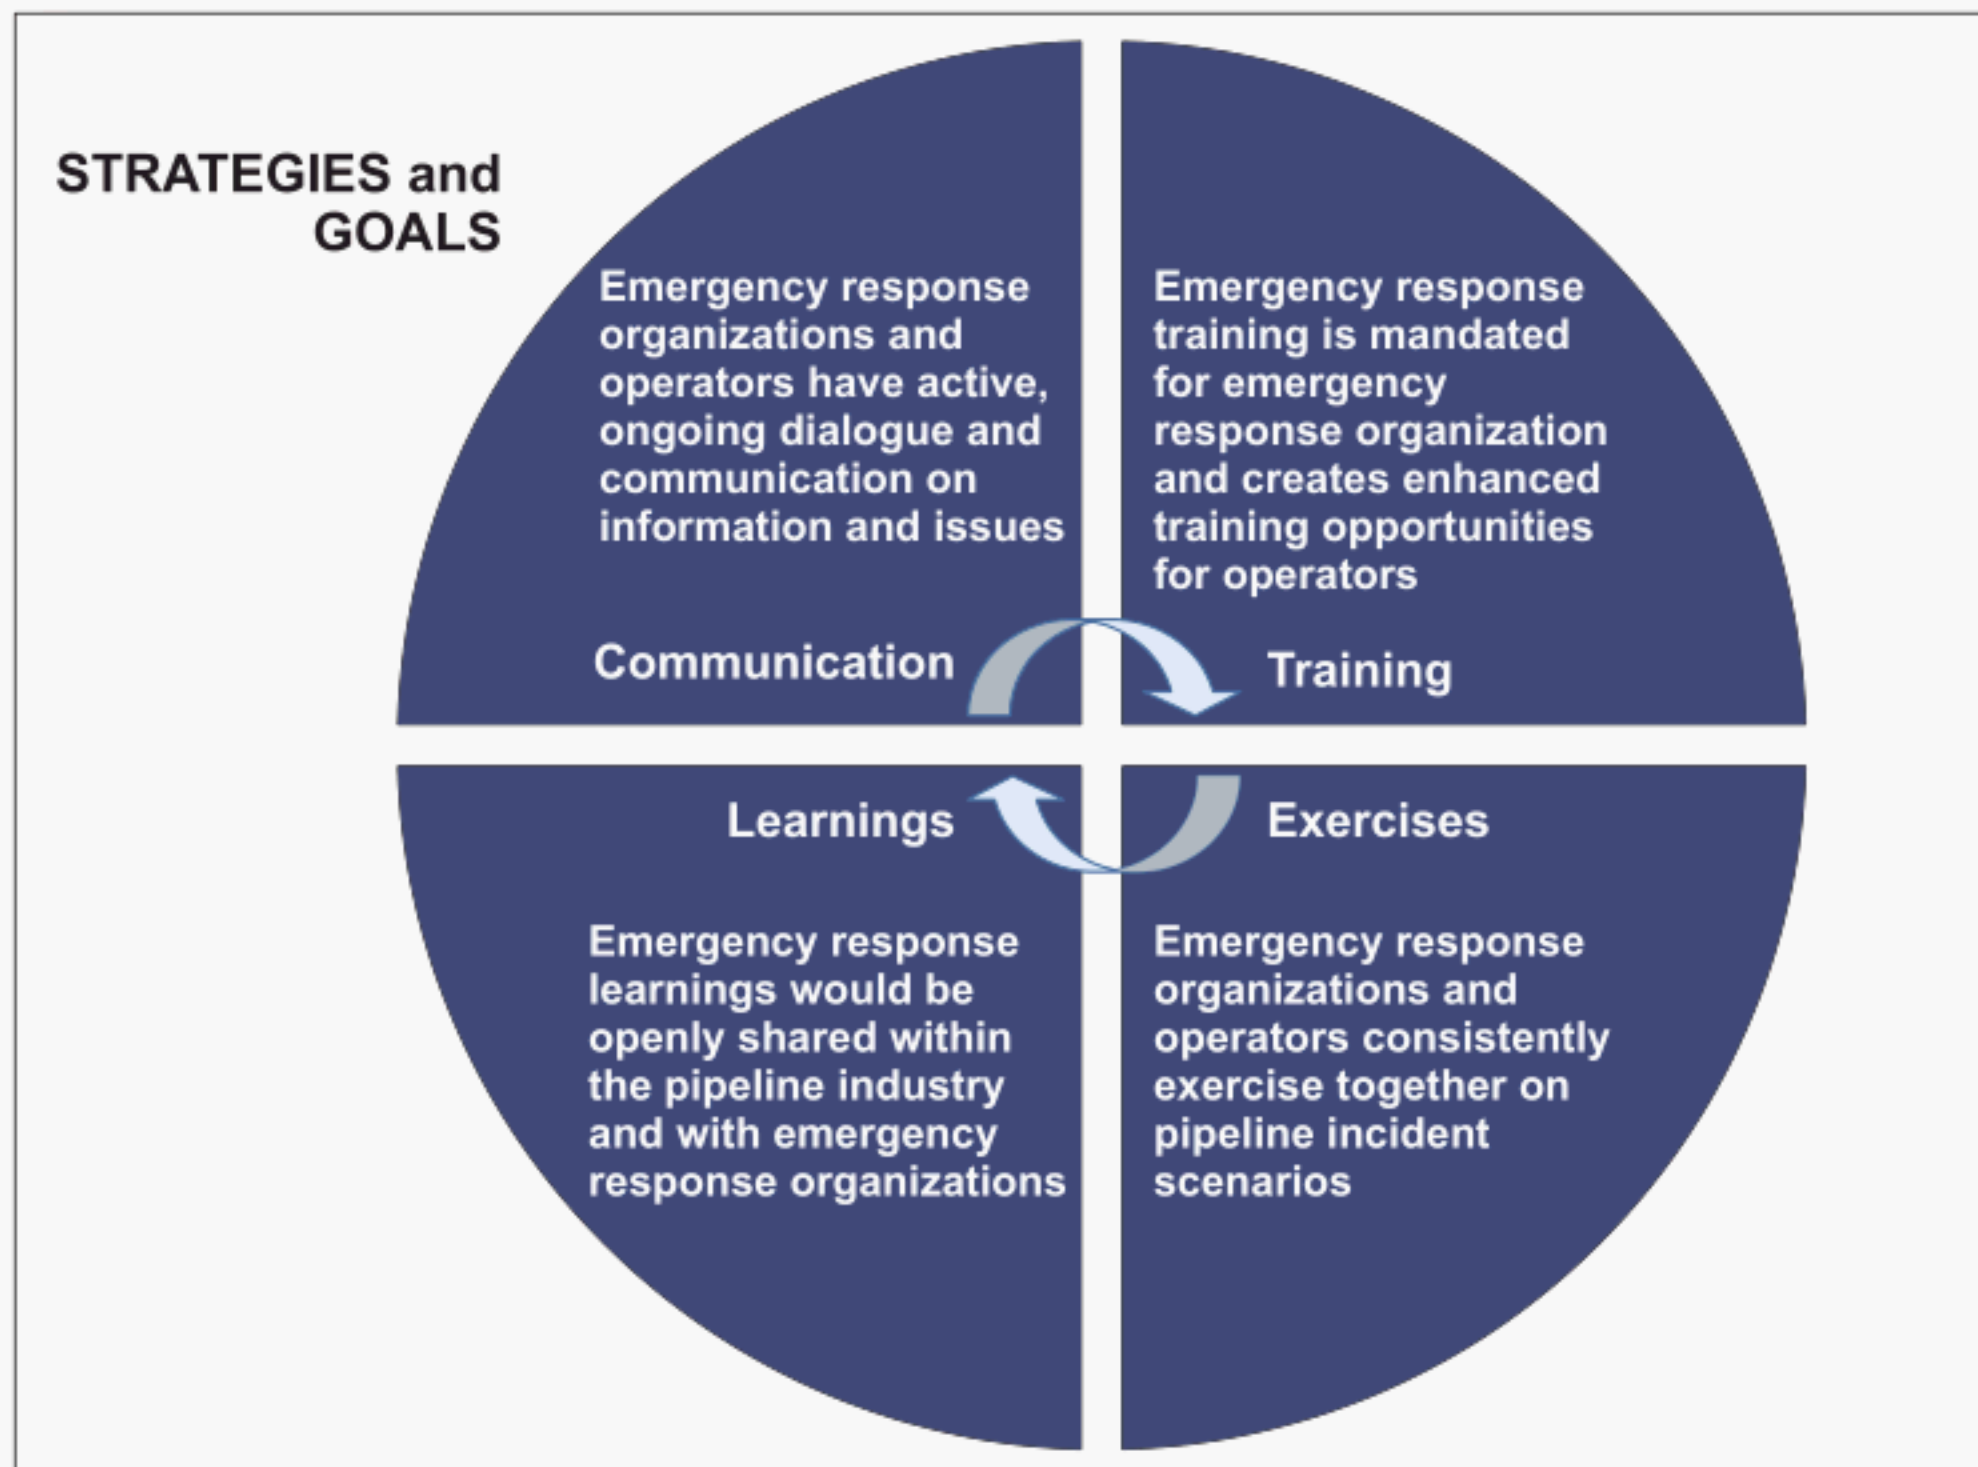 STRATEGIES and
GOALS
Emergency response
organizations and
operators have active,
ongoing dialogue and
communication on
information and issues
Communication
Emergency response
training is mandated
for emergency
response organization
and creates enhanced
training opportunities
for operators
Training
Learnings
Emergency response
learnings would be
openly shared within
the pipeline industry
and with emergency
response organizations
Exercises
Emergency response
organizations and
operators consistently
exercise together on
pipeline incident
scenarios